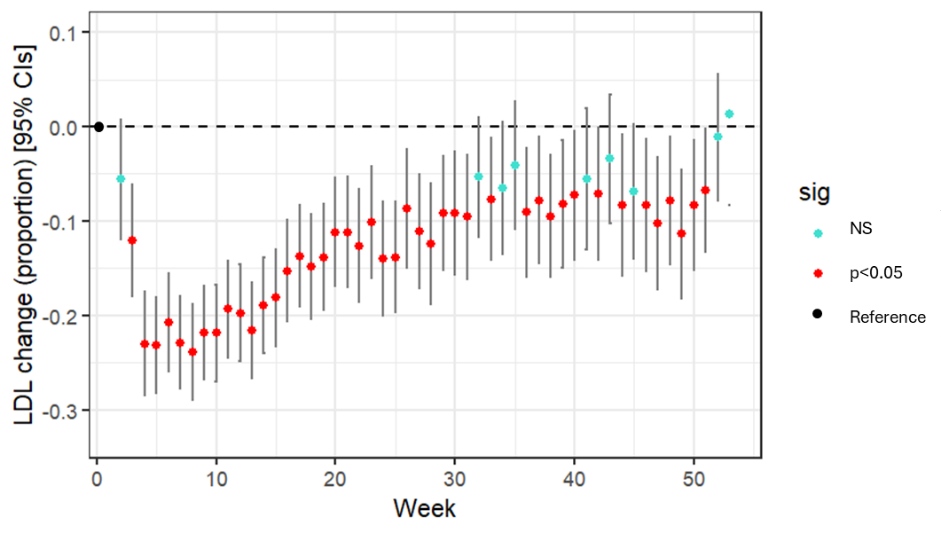 LDL change (proportion) [95% CIs]
0.1
0.0
-0.1
-0.2
-0.3
0 10 20 30 40 50
Week
sig
NS
p<0.05
Reference